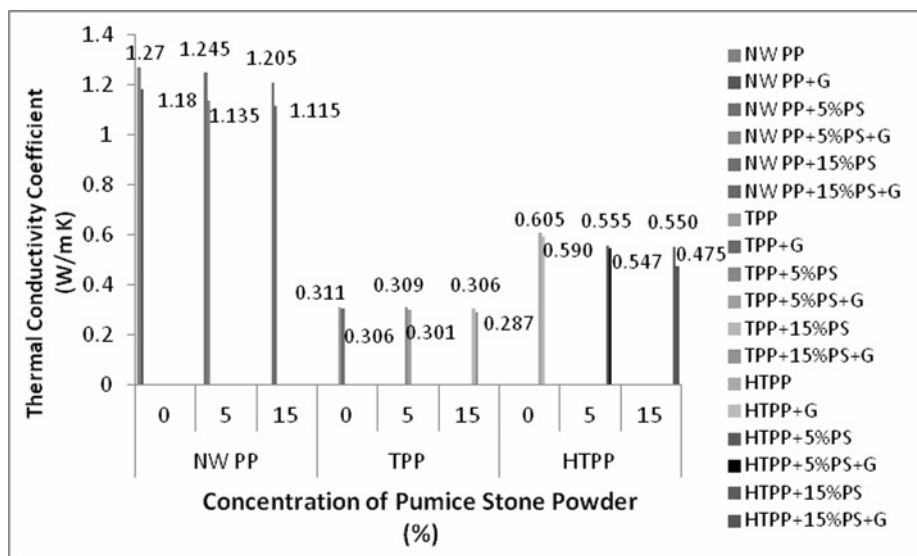 Thermal Conductivity Coefficient
(W/m K)
1.4
1.2
1
0.8
0.6
0.4
0.2
0
1.27
1.18
1.245
1.135
1.205
1.115
0.311
0.306
0.309
0.301
0.306
0.287
0.605
0.590
0.555
0.547
0.550
0.475
0 5 15 0 5 15 0 5 15
NW PP TPP HTPP
Concentration of Pumice Stone Powder
(%)
NW PP
NW PP+G
NW PP+5%PS
NW PP+5%PS+G
NW PP+15%PS
NW PP+15%PS+G
TPP
TPP+G
TPP+5%PS
TPP+5%PS+G
TPP+15%PS
TPP+15%PS+G
HTPP
HTPP+G
HTPP+5%PS
HTPP+5%PS+G
HTPP+15%PS
HTPP+15%PS+G